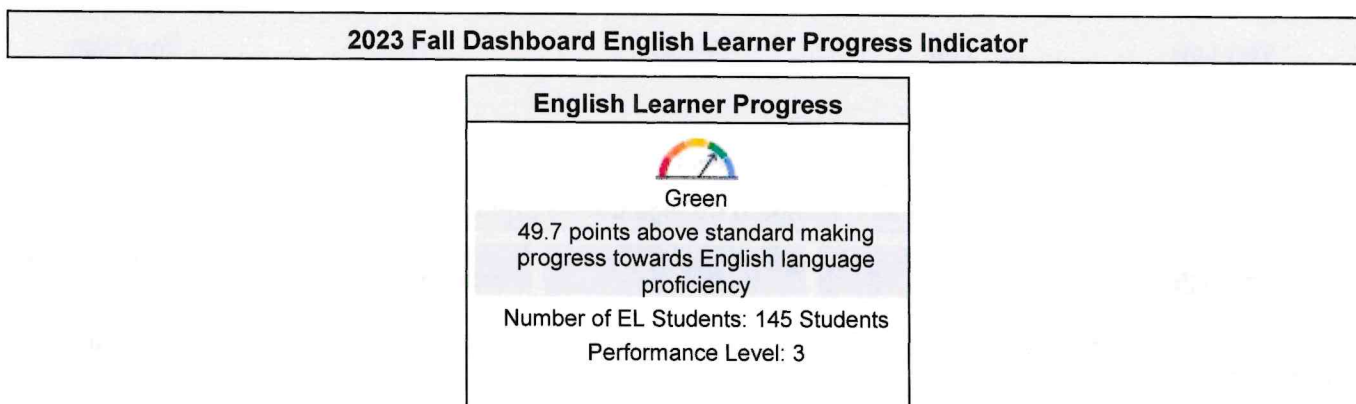 2023 Fall Dashboard English Learner Progress Indicator
English Learner Progress
Green
49.7 points above standard making
progress towards English language
proficiency
Number of EL Students: 145 Students
Performance Level: 3